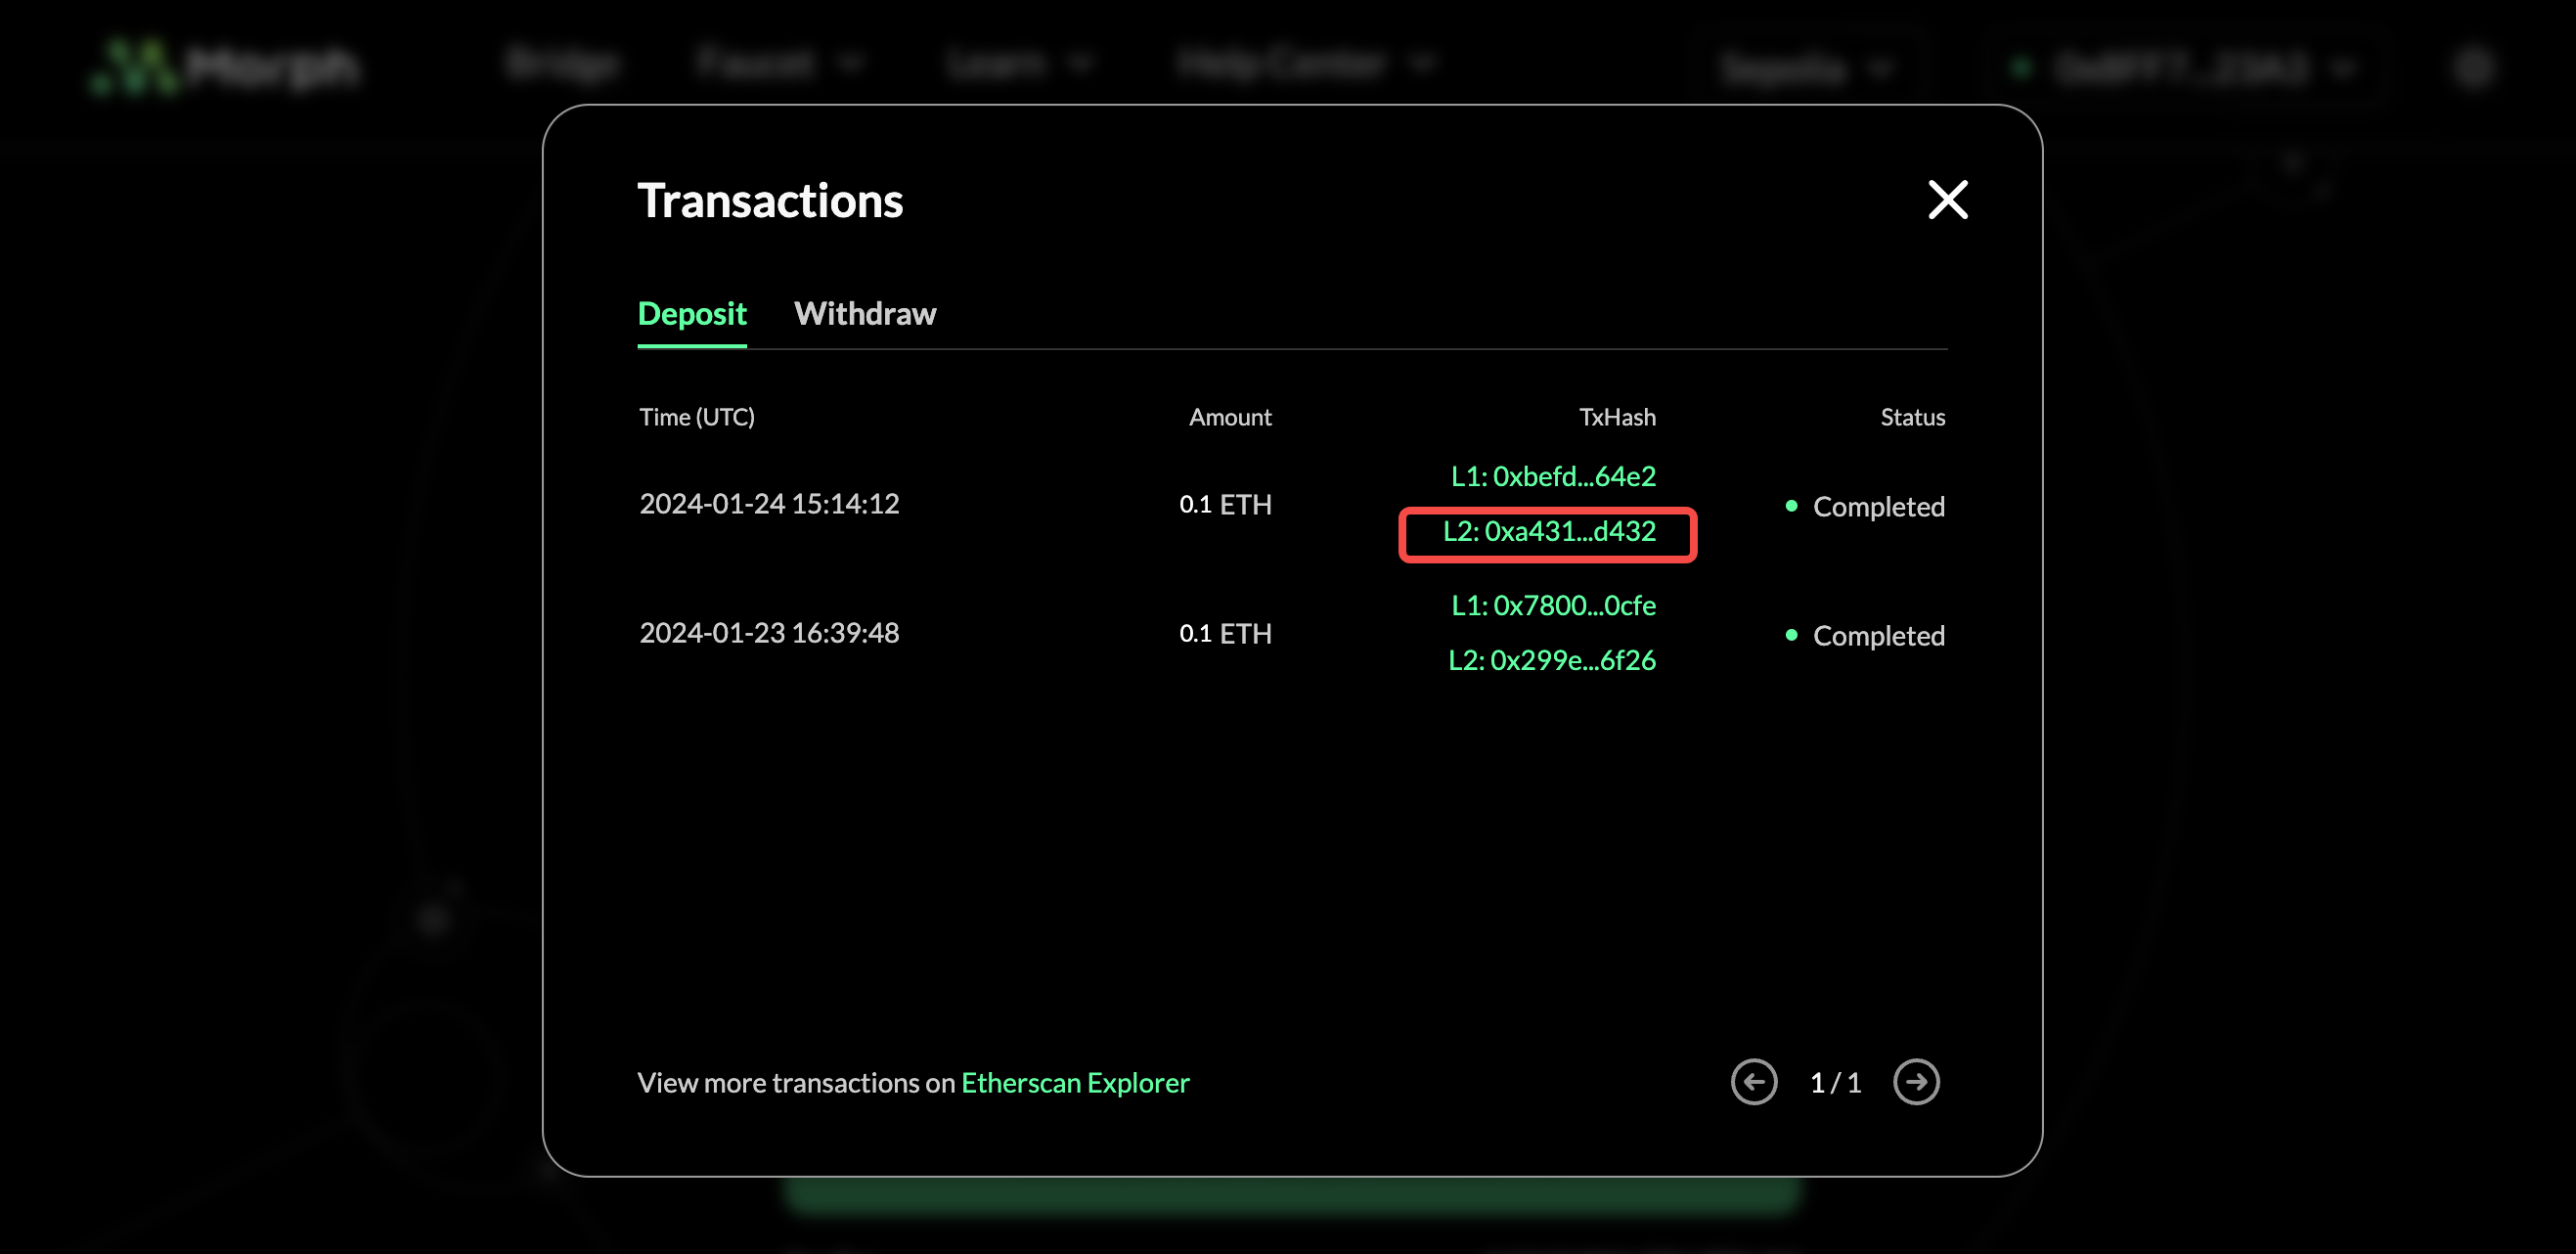 Morph Bridge Faucet Learn Help Center Sepolia
Transactions
Deposit Withdraw
Time (UTC) Amount TxHash Status
L1: 0xbefd...64e2
2024-01-24 15:14:12 0.1 ETH Completed
L2: 0xa431...d432
L1: 0x7800...0cfe
2024-01-23 16:39:48 0.1 ETH Completed
L2: 0x299e...6f26
View more transactions on Etherscan Explorer 1 / 1